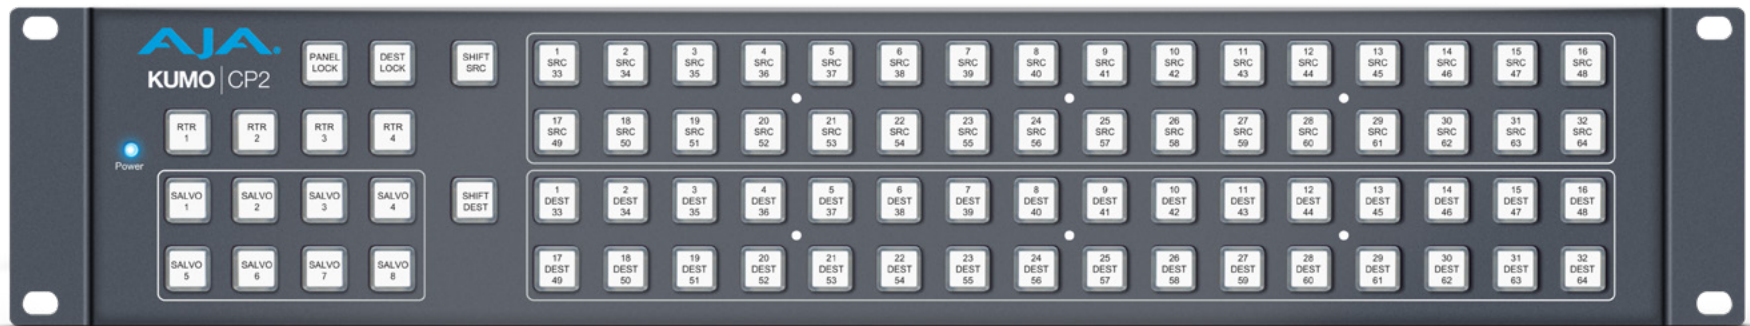 AJA.
KUMO | CP2
PANEL
LOCK
DEST
LOCK
SHIFT
SRC
1
SRC
33
2
SRC
34
3
SRC
35
4
SRC
36
5
SRC
37
6
SRC
38
7
SRC
39
8
SRC
40
9
SRC
41
10
SRC
42
11
SRC
43
12
SRC
44
13
SRC
45
14
SRC
46
15
SRC
47
16
SRC
48
RTR
1
RTR
2
RTR
3
RTR
4
17
SRC
49
18
SRC
50
19
SRC
51
20
SRC
52
21
SRC
53
22
SRC
54
23
SRC
55
24
SRC
56
25
SRC
57
26
SRC
58
27
SRC
59
28
SRC
60
29
SRC
61
30
SRC
62
31
SRC
63
32
SRC
64
Power
SALVO
1
SALVO
2
SALVO
3
SALVO
4
SHIFT
DEST
1
DEST
33
2
DEST
34
3
DEST
35
4
DEST
36
5
DEST
37
6
DEST
38
7
DEST
39
8
DEST
40
9
DEST
41
10
DEST
42
11
DEST
43
12
DEST
44
13
DEST
45
14
DEST
46
15
DEST
47
16
DEST
48
SALVO
5
SALVO
6
SALVO
7
SALVO
8
17
DEST
49
18
DEST
50
19
DEST
51
20
DEST
52
21
DEST
53
22
DEST
54
23
DEST
55
24
DEST
56
25
DEST
57
26
DEST
58
27
DEST
59
28
DEST
60
29
DEST
61
30
DEST
62
31
DEST
63
32
DEST
64